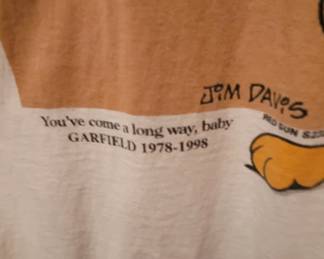 JiM DAViS
You've come a long way, baby
GARFIELD 1978-1998